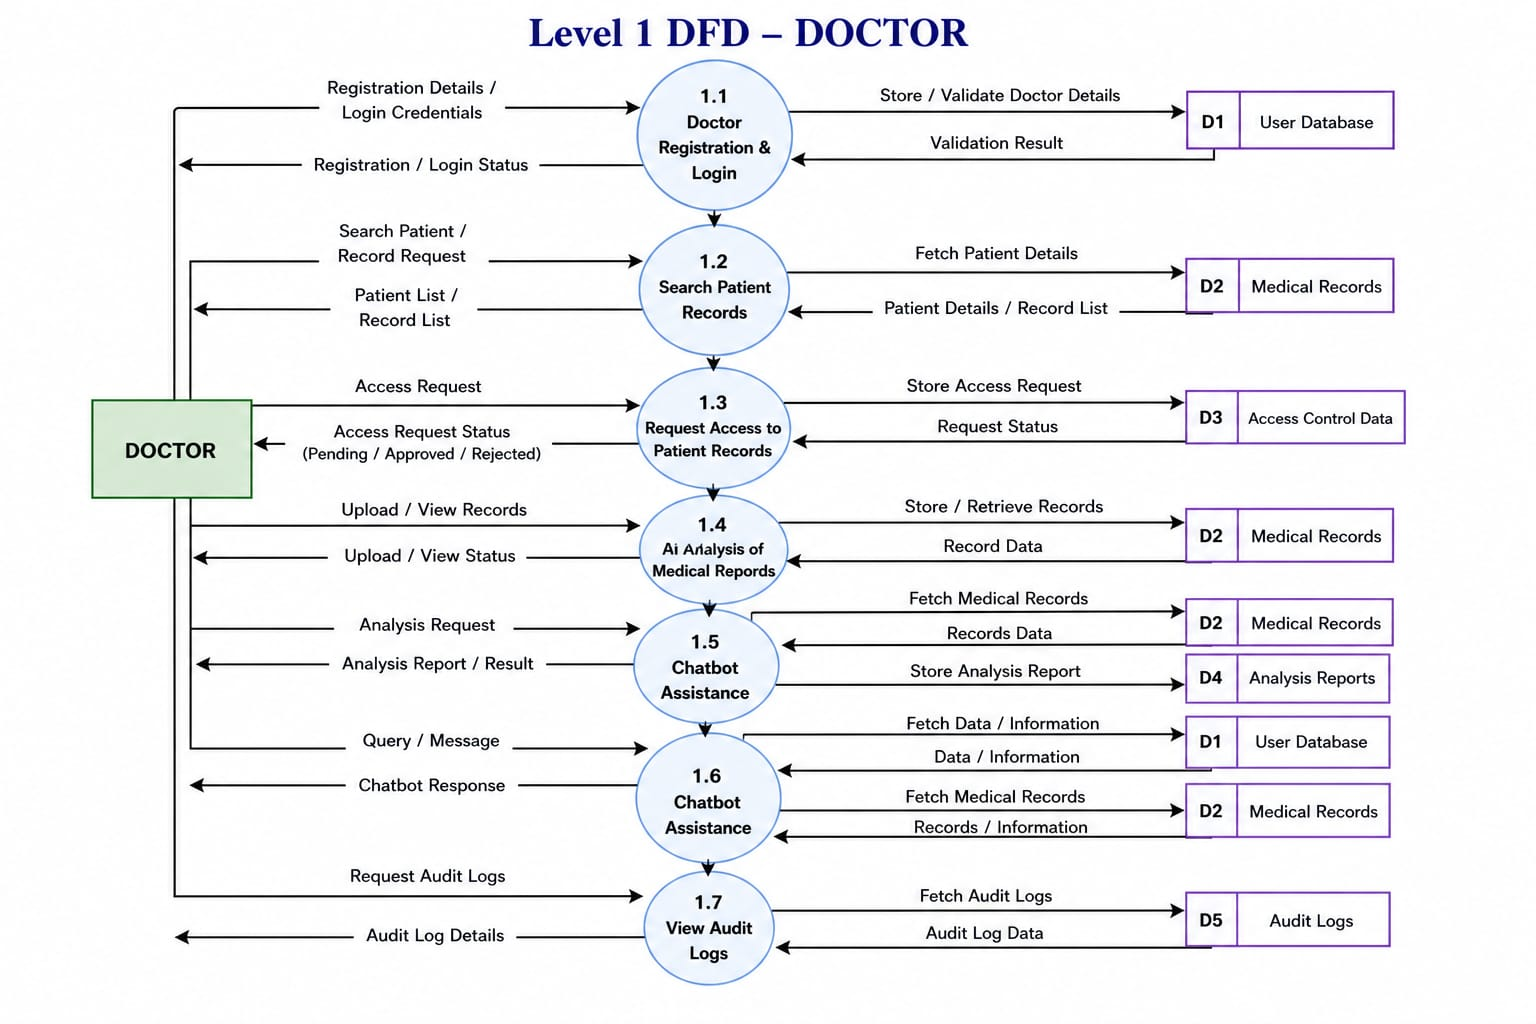 Level 1 DFD – DOCTOR
Registration Details /
Login Credentials
Registration / Login Status
1.1
Doctor
Registration &
Login
Store / Validate Doctor Details
Validation Result
D1
User Database
Search Patient /
Record Request
Patient List /
Record List
1.2
Search Patient
Records
Fetch Patient Details
Patient Details / Record List
D2
Medical Records
DOCTOR
Access Request
Access Request Status
(Pending / Approved / Rejected)
1.3
Request Access to
Patient Records
Store Access Request
Request Status
D3
Access Control Data
Upload / View Records
Upload / View Status
1.4
Ai Analysis of
Medical Repords
Store / Retrieve Records
Record Data
D2
Medical Records
Analysis Request
Analysis Report / Result
1.5
Chatbot
Assistance
Fetch Medical Records
Records Data
Store Analysis Report
D2
Medical Records
D4
Analysis Reports
Query / Message
Chatbot Response
1.6
Chatbot
Assistance
Fetch Data / Information
Data / Information
Fetch Medical Records
Records / Information
D1
User Database
D2
Medical Records
Request Audit Logs
Audit Log Details
1.7
View Audit
Logs
Fetch Audit Logs
Audit Log Data
D5
Audit Logs